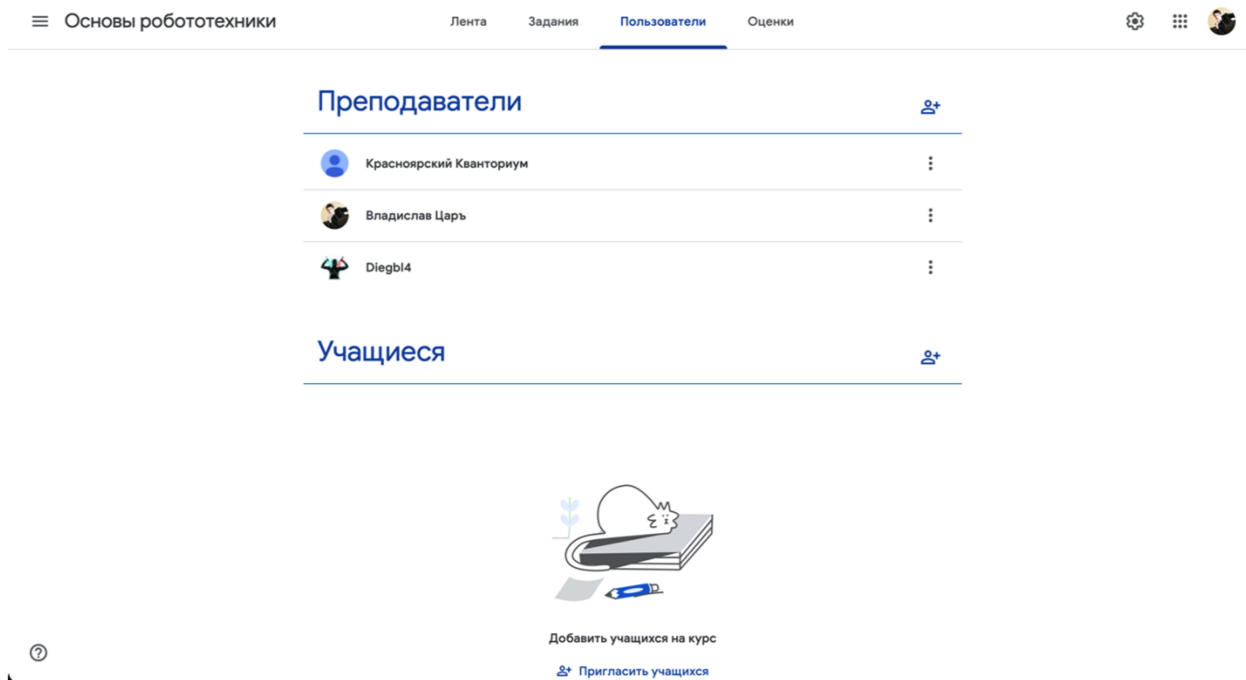 Основы робототехники
Лента Задания Пользователи Оценки
Преподаватели
Красноярский Кванториум
Владислав Царъ
Diegbl4
Учащиеся
Добавить учащихся на курс
Пригласить учащихся